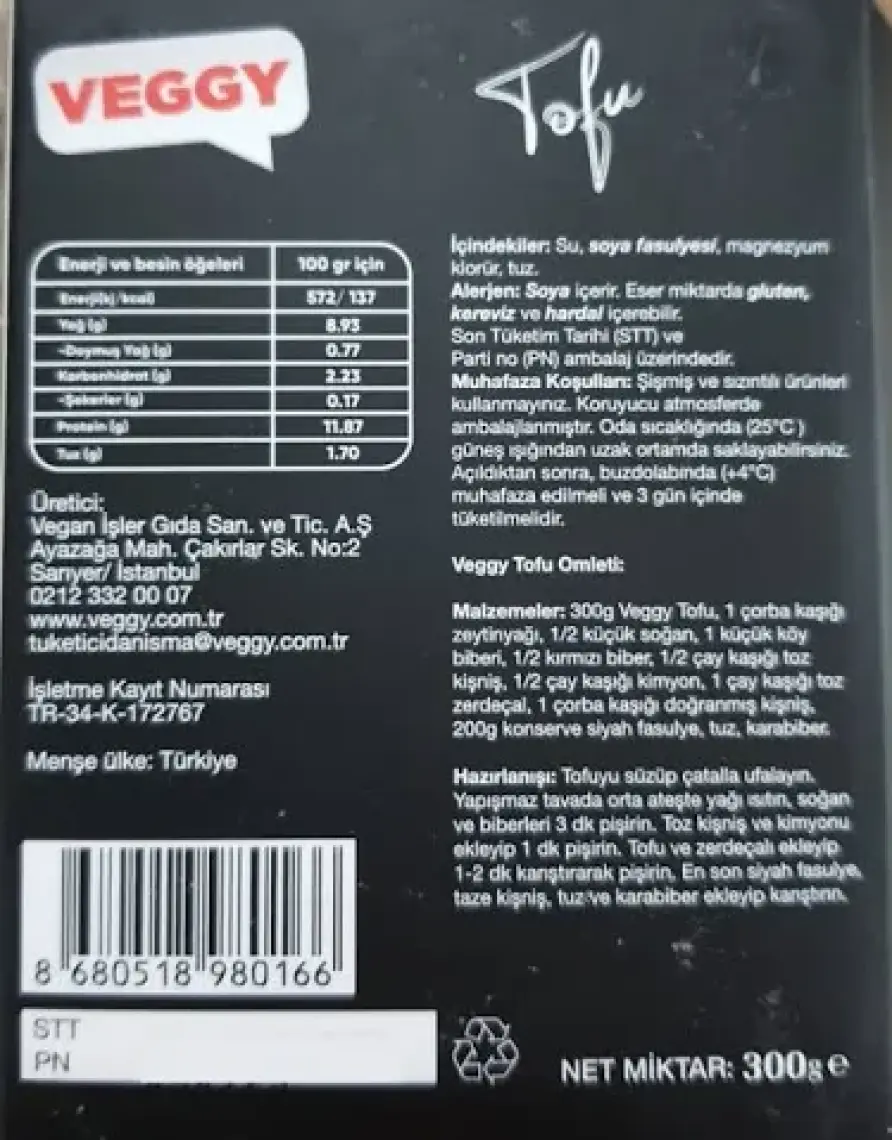 VEGGY
Tofu
Enerji ve besin öğeleri 100 gr için
Enerji(kj/kcal) 572/ 137
Yağ (g) 8.93
-Doymuş Yağ (g) 0.77
Karbonhidrat (g) 2.23
-Şekerler (g) 0.17
Protein (g) 11.87
Tuz (g) 1.70
Üretici:
Vegan İşler Gıda San. ve Tic. A.Ş
Ayazağa Mah. Çakırlar Sk. No:2
Sarıyer/ İstanbul
0212 332 00 07
www.veggy.com.tr
tuketicidanisma@veggy.com.tr
İşletme Kayıt Numarası
TR-34-K-172767
Menşe ülke: Türkiye
8 680518 980166
STT
PN
İçindekiler: Su, soya fasulyesi, magnezyum
klorür, tuz.
Alerjen: Soya içerir. Eser miktarda gluten,
kereviz ve hardal içerebilir.
Son Tüketim Tarihi (STT) ve
Parti no (PN) ambalaj üzerindedir.
Muhafaza Koşulları: Şişmiş ve sızıntılı ürünleri
kullanmayınız. Koruyucu atmosferde
ambalajlanmıştır. Oda sıcaklığında (25°C )
güneş ışığından uzak ortamda saklayabilirsiniz.
Açıldıktan sonra, buzdolabında (+4°C)
muhafaza edilmeli ve 3 gün içinde
tüketilmelidir.
Veggy Tofu Omleti:
Malzemeler: 300g Veggy Tofu, 1 çorba kaşığı
zeytinyağı, 1/2 küçük soğan, 1 küçük köy
biberi, 1/2 kırmızı biber, 1/2 çay kaşığı toz
kişniş, 1/2 çay kaşığı kimyon, 1 çay kaşığı toz
zerdeçal, 1 çorba kaşığı doğranmış kişniş,
200g konserve siyah fasulye, tuz, karabiber.
Hazırlanışı: Tofuyu süzüp çatalla ufalayın.
Yapışmaz tavada orta ateşte yağı ısıtın, soğan
ve biberleri 3 dk pişirin. Toz kişniş ve kimyonu
ekleyip 1 dk pişirin. Tofu ve zerdeçalı ekleyip
1-2 dk karıştırarak pişirin. En son siyah fasulye,
taze kişniş, tuz ve karabiber ekleyip karıştırın.
NET MİKTAR: 300g e